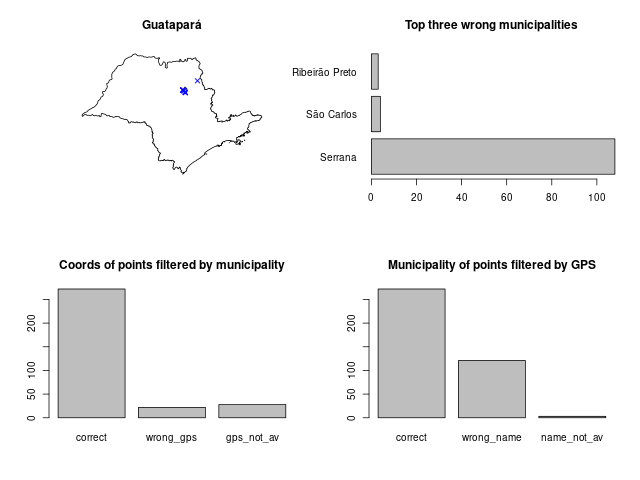 Guatapará
Top three wrong municipalities
Ribeirão Preto
São Carlos
Serrana
0 20 40 60 80 100
Coords of points filtered by municipality
200
100
50
0
correct wrong_gps gps_not_av
Municipality of points filtered by GPS
200
100
50
0
correct wrong_name name_not_av